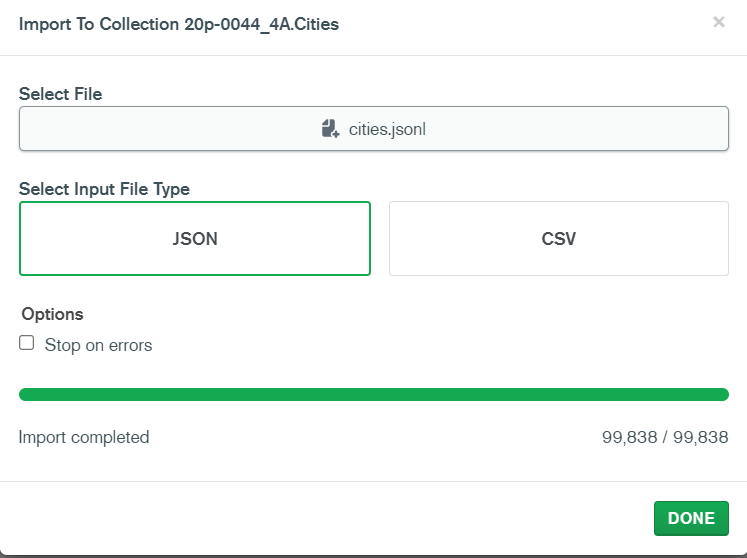 Import To Collection 20p-0044_4A.Cities
×
Select File
cities.jsonl
Select Input File Type
JSON
CSV
Options
Stop on errors
Import completed
99,838 / 99,838
DONE